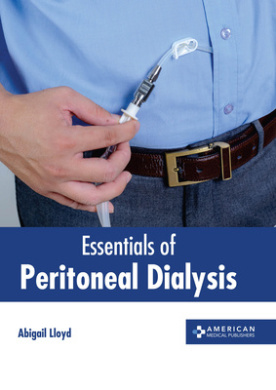 Essentials of
Peritoneal Dialysis
Abigail Lloyd
AMERICAN
MEDICAL PUBLISHERS